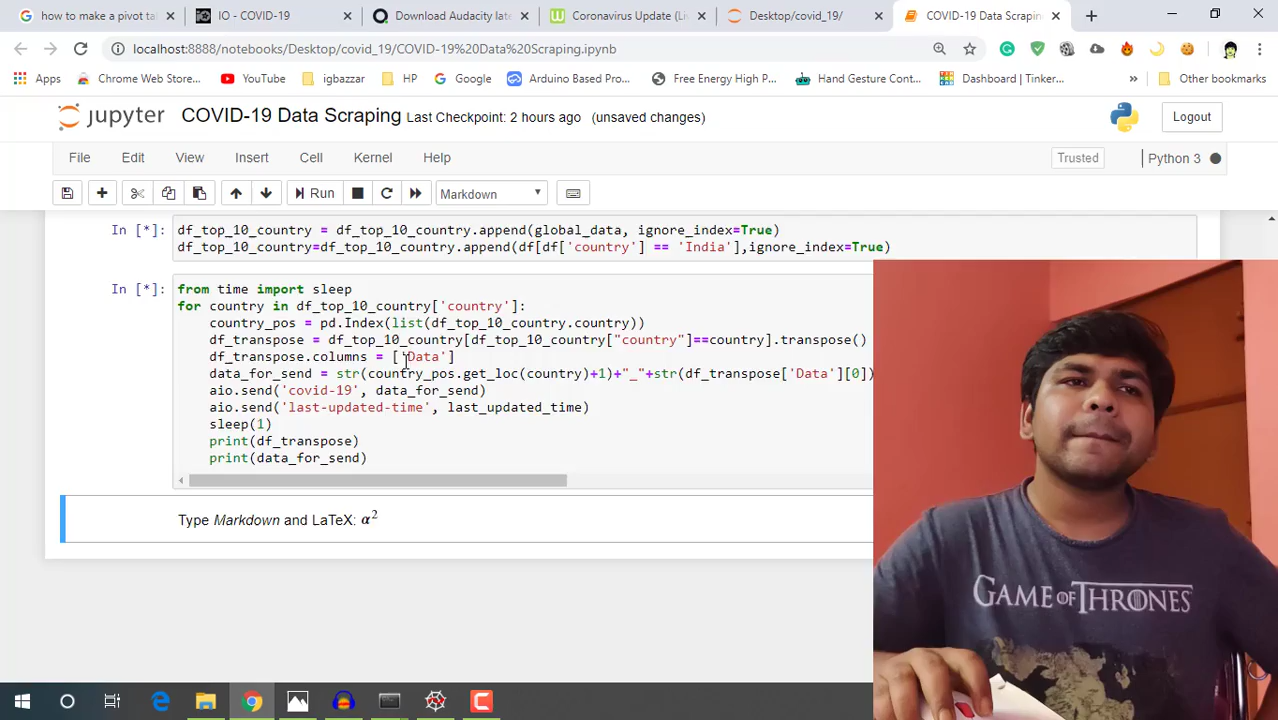 how to make a pivot tal
IO - COVID-19
Download Audacity late
Coronavirus Update (Liv
Desktop/covid_19/
COVID-19 Data Scrapin
localhost:8888/notebooks/Desktop/covid_19/COVID-19%20Data%20Scraping.ipynb
Apps
Chrome Web Store...
YouTube
igbazzar
HP
Google
Arduino Based Pro...
Free Energy High P...
Hand Gesture Cont...
Dashboard | Tinker...
»
Other bookmarks
jupyter
COVID-19 Data Scraping Last Checkpoint: 2 hours ago (unsaved changes)
Logout
File Edit View Insert Cell Kernel Help
Trusted
Python 3
Run
Markdown
In [*]:
df_top_10_country = df_top_10_country.append(global_data, ignore_index=True)
df_top_10_country=df_top_10_country.append(df[df['country'] == 'India'],ignore_index=True)
In [*]:
from time import sleep
for country in df_top_10_country['country']:
country_pos = pd.Index(list(df_top_10_country.country))
df_transpose = df_top_10_country[df_top_10_country["country"]==country].transpose()
df_transpose.columns = ['Data']
data_for_send = str(country_pos.get_loc(country)+1)+"_"+str(df_transpose['Data'][0])
aio.send('covid-19', data_for_send)
aio.send('last-updated-time', last_updated_time)
sleep(1)
print(df_transpose)
print(data_for_send)
Type Markdown and LaTeX: α²
GAME OF THRONES